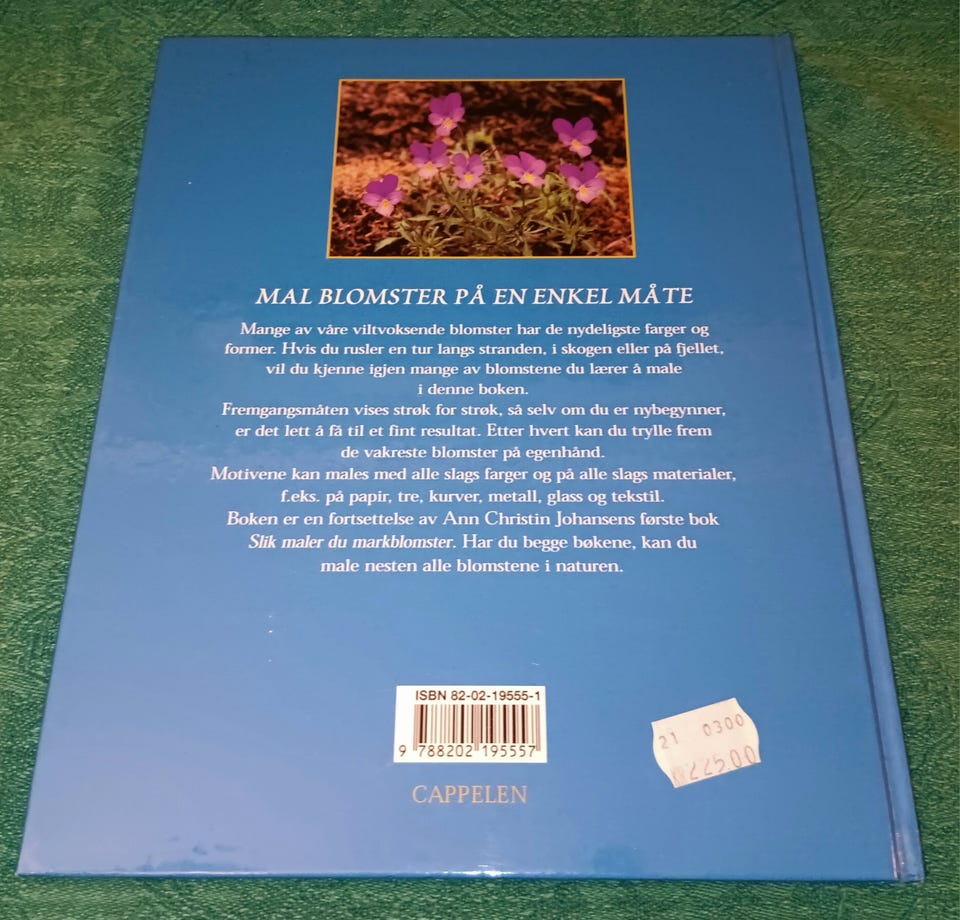 MAL BLOMSTER PÅ EN ENKEL MÅTE
Mange av våre viltvoksende blomster har de nydeligste farger og
former. Hvis du rusler en tur langs stranden, i skogen eller på fjellet,
vil du kjenne igjen mange av blomstene du lærer å male
i denne boken.
Fremgangsmåten vises strøk for strøk, så selv om du er nybegynner,
er det lett å få til et fint resultat. Etter hvert kan du trylle frem
de vakreste blomster på egenhånd.
Motivene kan males med alle slags farger og på alle slags materialer,
f.eks. på papir, tre, kurver, metall, glass og tekstil.
Boken er en fortsettelse av Ann Christin Johansens første bok
Slik maler du markblomster. Har du begge bøkene, kan du
male nesten alle blomstene i naturen.
ISBN 82-02-19555-1
9 788202 195557
21 0300
225.00
CAPPELEN